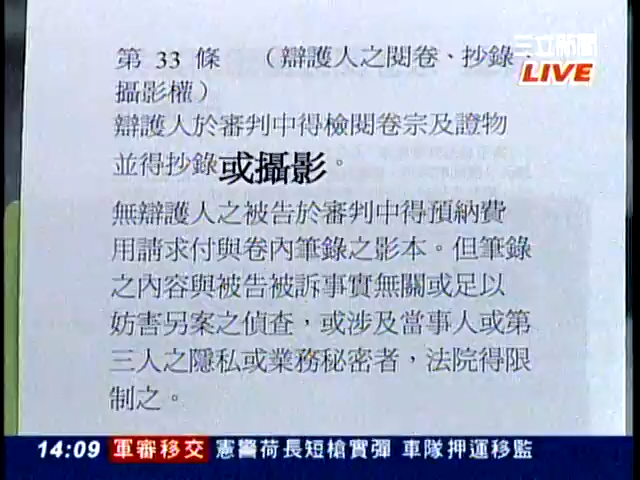 三立新聞
LIVE
第 33 條 （辯護人之閱卷、抄錄、
攝影權）
辯護人於審判中得檢閱卷宗及證物
並得抄錄或攝影。
無辯護人之被告於審判中得預納費
用請求付與卷內筆錄之影本。但筆錄
之內容與被告被訴事實無關或足以
妨害另案之偵查，或涉及當事人或第
三人之隱私或業務秘密者，法院得限
制之。
14:09 軍審移交 憲警荷長短槍實彈 車隊押運移監